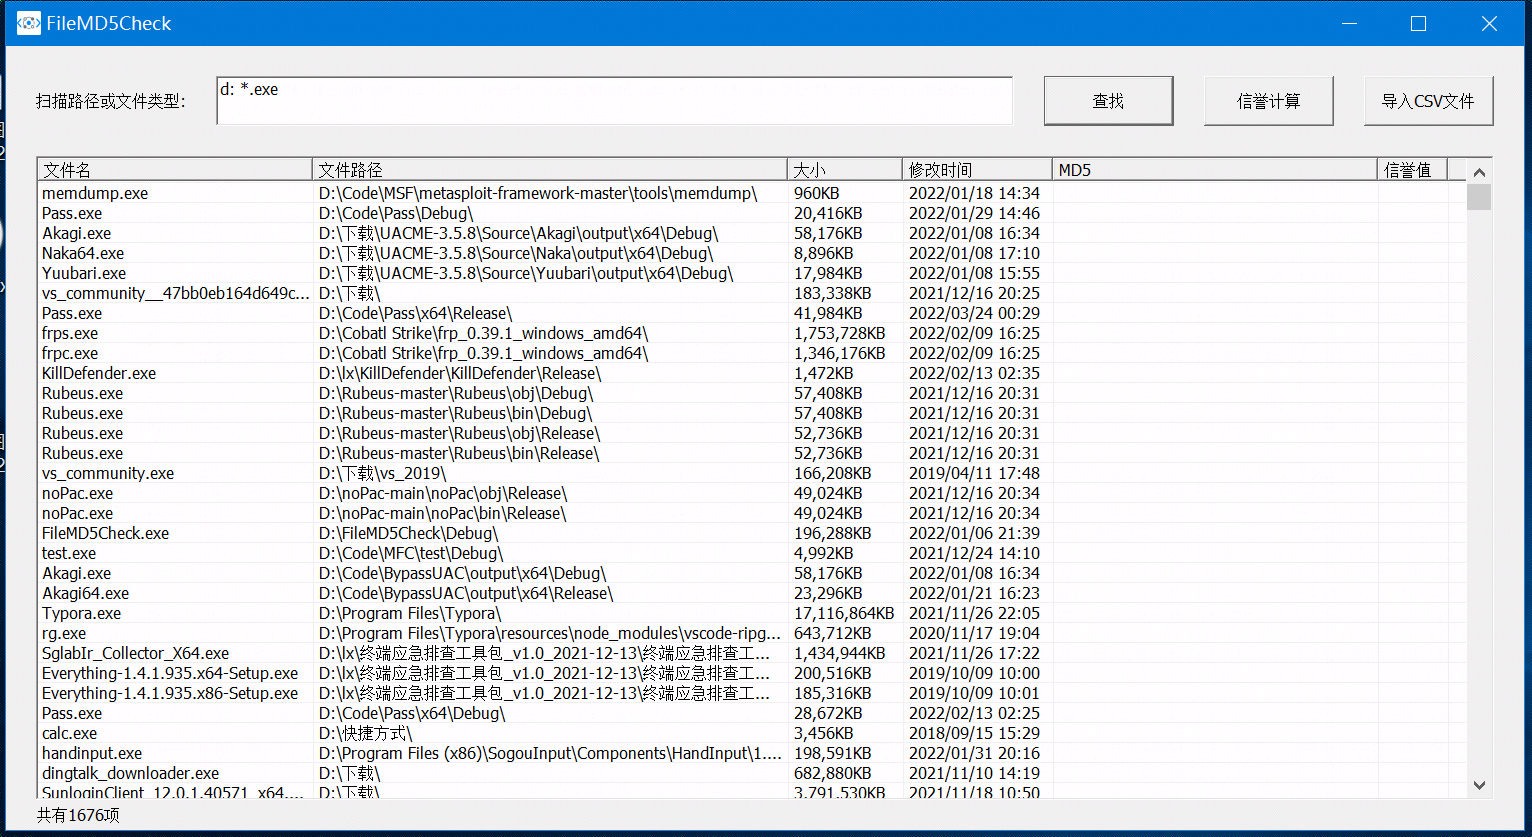 FileMD5Check
扫描路径或文件类型: d: *.exe 查找 信誉计算 导入CSV文件
文件名 文件路径 大小 修改时间 MD5 信誉值
memdump.exe D:\Code\MSF\metasploit-framework-master\tools\memdump\ 960KB 2022/01/18 14:34
Pass.exe D:\Code\Pass\Debug\ 20,416KB 2022/01/29 14:46
Akagi.exe D:\下载\UACME-3.5.8\Source\Akagi\output\x64\Debug\ 58,176KB 2022/01/08 16:34
Naka64.exe D:\下载\UACME-3.5.8\Source\Naka\output\x64\Debug\ 8,896KB 2022/01/08 17:10
Yuubari.exe D:\下载\UACME-3.5.8\Source\Yuubari\output\x64\Debug\ 17,984KB 2022/01/08 15:55
vs_community__47bb0eb164d649c... D:\下载\ 183,338KB 2021/12/16 20:25
Pass.exe D:\Code\Pass\x64\Release\ 41,984KB 2022/03/24 00:29
frps.exe D:\Cobatl Strike\frp_0.39.1_windows_amd64\ 1,753,728KB 2022/02/09 16:25
frpc.exe D:\Cobatl Strike\frp_0.39.1_windows_amd64\ 1,346,176KB 2022/02/09 16:25
KillDefender.exe D:\lx\KillDefender\KillDefender\Release\ 1,472KB 2022/02/13 02:35
Rubeus.exe D:\Rubeus-master\Rubeus\obj\Debug\ 57,408KB 2021/12/16 20:31
Rubeus.exe D:\Rubeus-master\Rubeus\bin\Debug\ 57,408KB 2021/12/16 20:31
Rubeus.exe D:\Rubeus-master\Rubeus\obj\Release\ 52,736KB 2021/12/16 20:31
Rubeus.exe D:\Rubeus-master\Rubeus\bin\Release\ 52,736KB 2021/12/16 20:31
vs_community.exe D:\下载\vs_2019\ 166,208KB 2019/04/11 17:48
noPac.exe D:\noPac-main\noPac\obj\Release\ 49,024KB 2021/12/16 20:34
noPac.exe D:\noPac-main\noPac\bin\Release\ 49,024KB 2021/12/16 20:34
FileMD5Check.exe D:\FileMD5Check\Debug\ 196,288KB 2022/01/06 21:39
test.exe D:\Code\MFC\test\Debug\ 4,992KB 2021/12/24 14:10
Akagi.exe D:\Code\BypassUAC\output\x64\Debug\ 58,176KB 2022/01/08 16:34
Akagi64.exe D:\Code\BypassUAC\output\x64\Release\ 23,296KB 2022/01/21 16:23
Typora.exe D:\Program Files\Typora\ 17,116,864KB 2021/11/26 22:05
rg.exe D:\Program Files\Typora\resources\node_modules\vscode-ripg... 643,712KB 2020/11/17 19:04
SglabIr_Collector_X64.exe D:\lx\终端应急排查工具包_v1.0_2021-12-13\终端应急排查工... 1,434,944KB 2021/11/26 17:22
Everything-1.4.1.935.x64-Setup.exe D:\lx\终端应急排查工具包_v1.0_2021-12-13\终端应急排查工... 200,516KB 2019/10/09 10:00
Everything-1.4.1.935.x86-Setup.exe D:\lx\终端应急排查工具包_v1.0_2021-12-13\终端应急排查工... 185,316KB 2019/10/09 10:01
Pass.exe D:\Code\Pass\x64\Debug\ 28,672KB 2022/02/13 02:25
calc.exe D:\快捷方式\ 3,456KB 2018/09/15 15:29
handinput.exe D:\Program Files (x86)\SogouInput\Components\HandInput\1.... 198,591KB 2022/01/31 20:16
dingtalk_downloader.exe D:\下载\ 682,880KB 2021/11/10 14:19
SunloginClient_12.0.1.40571_x64.... D:\下载\ 3,791,530KB 2021/11/18 10:50
共有1676项